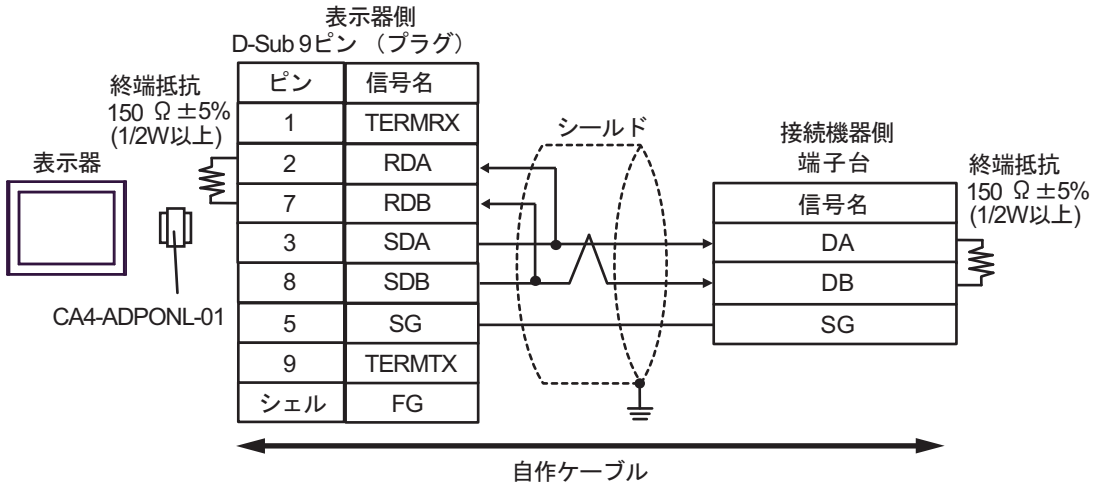 表示器側
D-Sub 9ピン （プラグ）
終端抵抗
150 Ω ±5%
(1/2W以上)
表示器
CA4-ADPONL-01
ピン 信号名
1 TERMRX
2 RDA
7 RDB
3 SDA
8 SDB
5 SG
9 TERMTX
シェル FG
シールド
接続機器側
端子台
信号名
DA
DB
SG
終端抵抗
150 Ω ±5%
(1/2W以上)
自作ケーブル